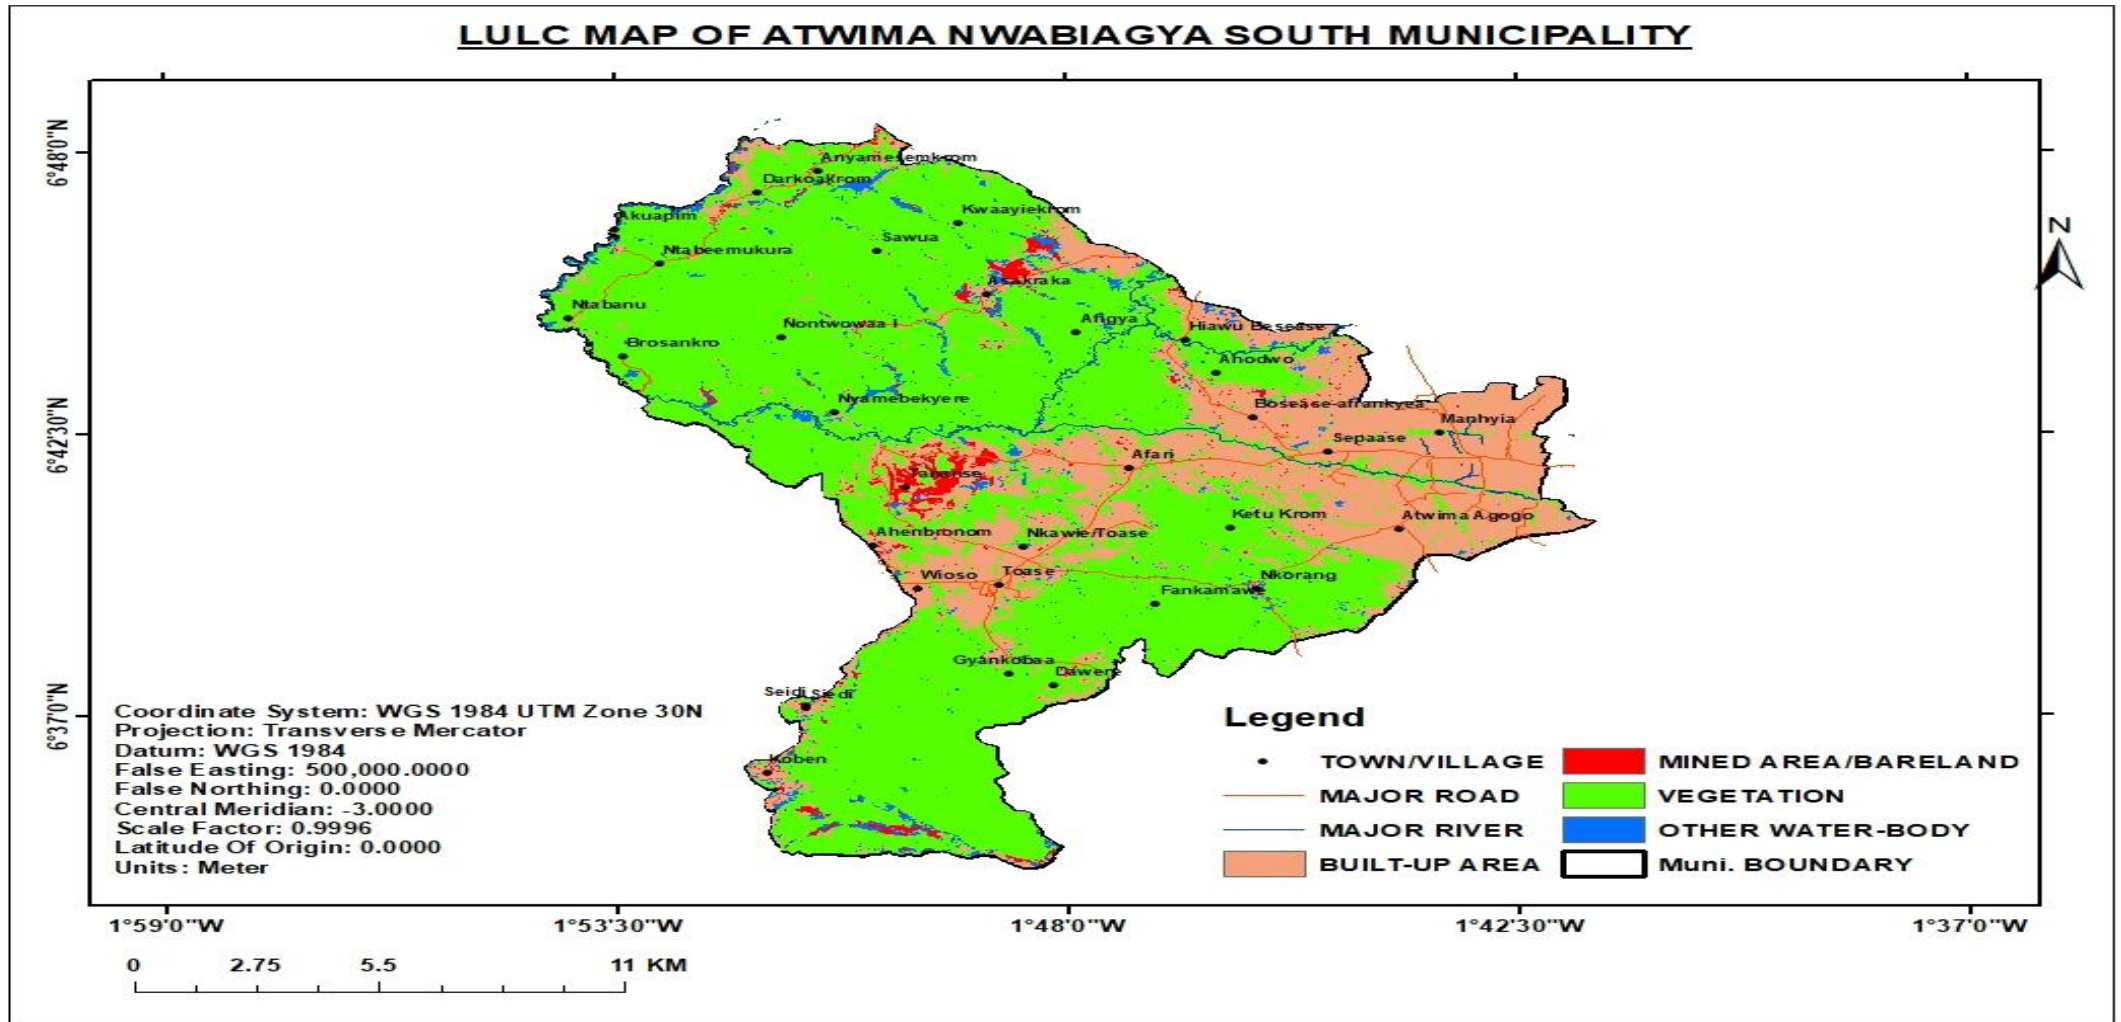 LULC MAP OF ATWIMA NWABIAGYA SOUTH MUNICIPALITY
6°48'0"N
6°42'30"N
6°37'0"N
N
Anyamesemkrom
Darkoakrom
Akuapim
Kwaayiekrom
Sawua
Ntabeemukura
Asakraka
Ntabanu
Nontwowaa I
Afigya
Hiawu Besease
Brosankro
Ahodwo
Nyamebekyere
Bosease-afrankyea
Manhyia
Sepaase
Afari
Atwima Agogo
Ketu Krom
Ahenbronom
Nkawie/Toase
Wioso
Toase
Nkorang
Fankamawe
Gyankobaa
Dawere
Seidi Siedi
Koben
Coordinate System: WGS 1984 UTM Zone 30N
Projection: Transverse Mercator
Datum: WGS 1984
False Easting: 500,000.0000
False Northing: 0.0000
Central Meridian: -3.0000
Scale Factor: 0.9996
Latitude Of Origin: 0.0000
Units: Meter
Legend
TOWN/VILLAGE
MAJOR ROAD
MAJOR RIVER
BUILT-UP AREA
MINED AREA/BARELAND
VEGETATION
OTHER WATER-BODY
Muni. BOUNDARY
1°59'0"W
1°53'30"W
1°48'0"W
1°42'30"W
1°37'0"W
0 2.75 5.5 11 KM